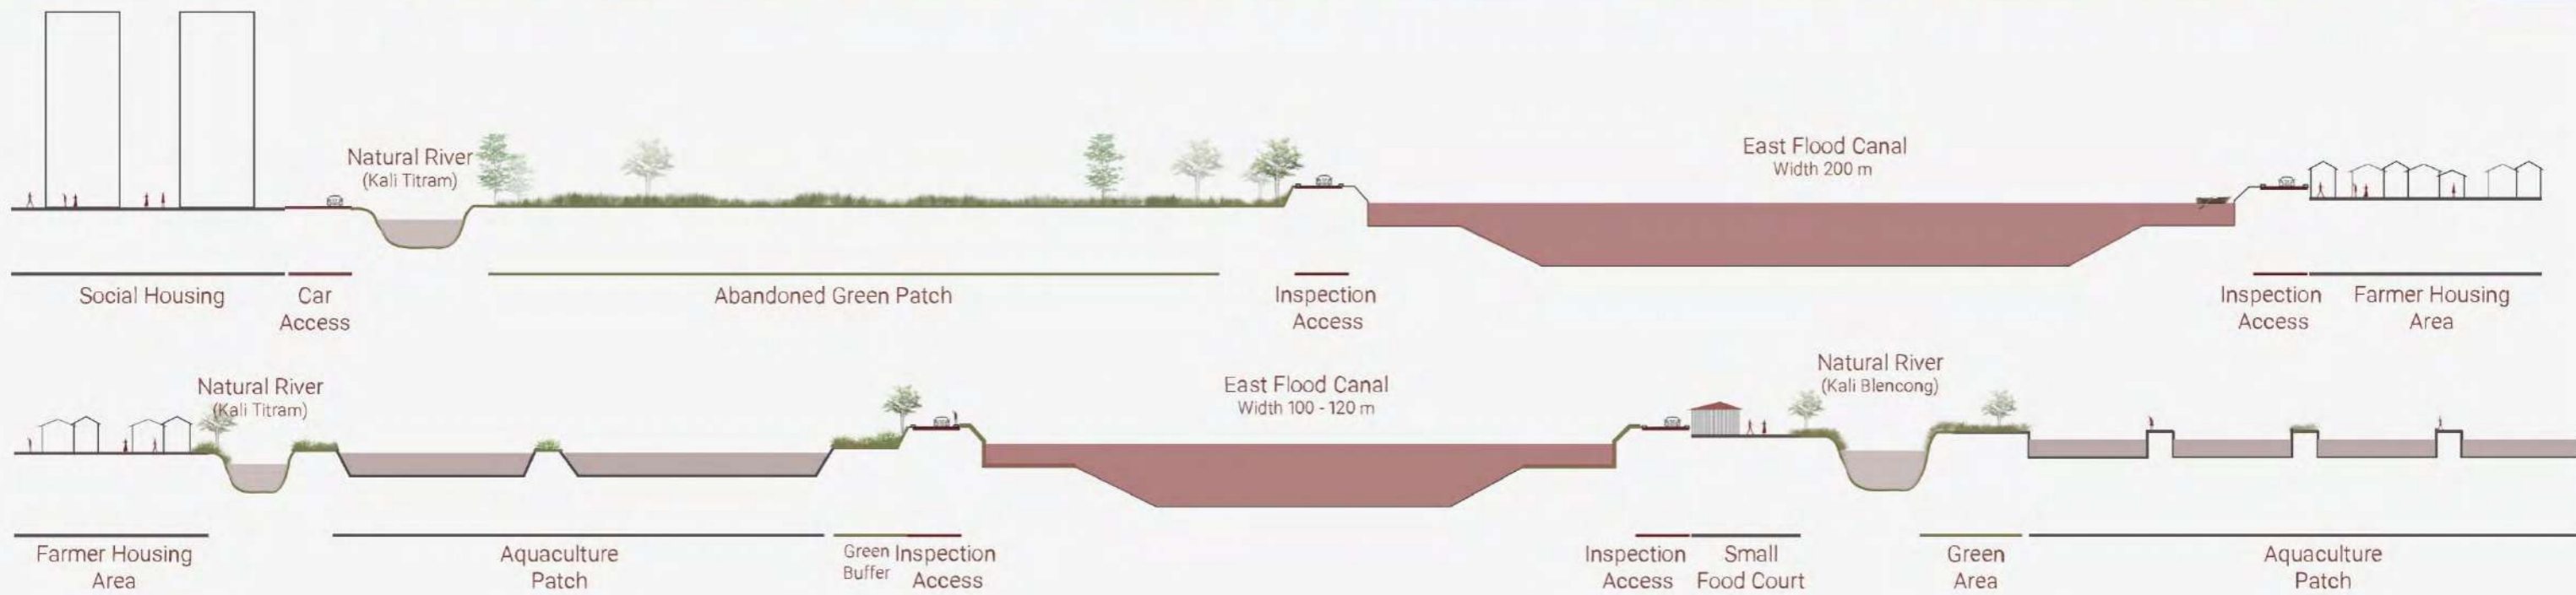 Natural River
(Kali Titram)
East Flood Canal
Width 200 m
Social Housing
Car
Access
Abandoned Green Patch
Inspection
Access
Inspection
Access
Farmer Housing
Area
Natural River
(Kali Titram)
East Flood Canal
Width 100 - 120 m
Natural River
(Kali Blencong)
Farmer Housing
Area
Aquaculture
Patch
Green
Buffer
Inspection
Access
Inspection
Access
Small
Food Court
Green
Area
Aquaculture
Patch